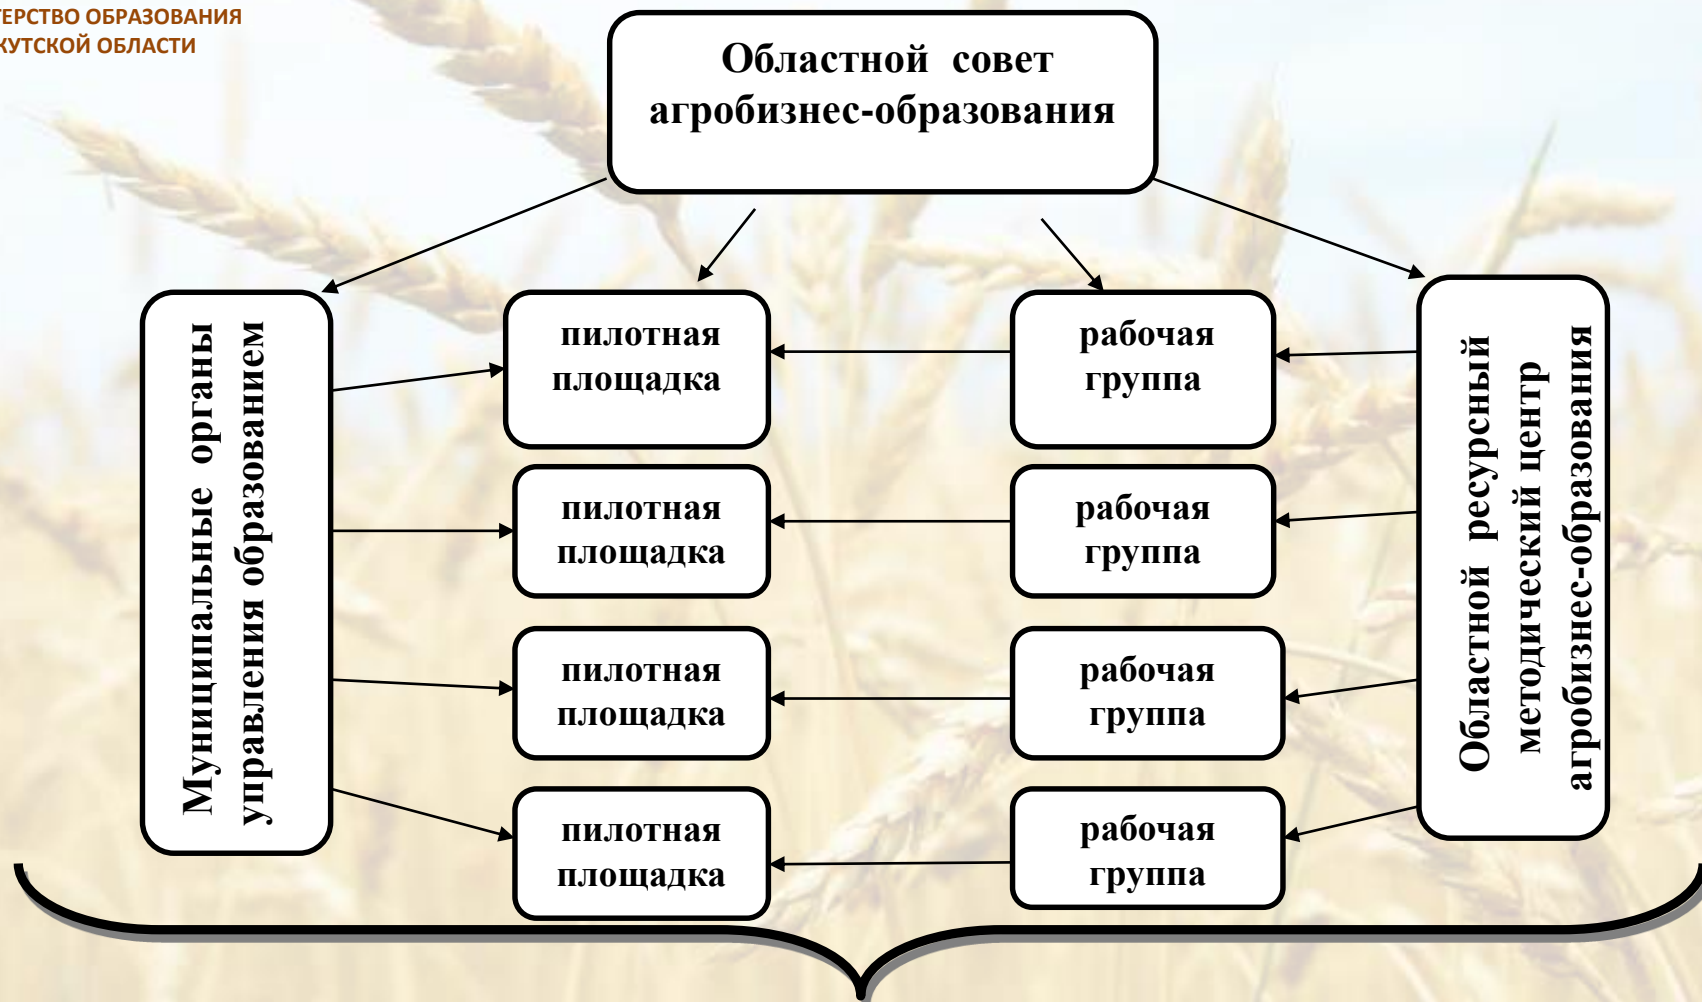 ТЕРСТВО ОБРАЗОВАНИЯ
КУТСКОЙ ОБЛАСТИ
Областной совет
агробизнес-образования
Муниципальные органы
управления образованием
пилотная
площадка
рабочая
группа
пилотная
площадка
рабочая
группа
пилотная
площадка
рабочая
группа
пилотная
площадка
рабочая
группа
Областной ресурсный
методический центр
агробизнес-образования